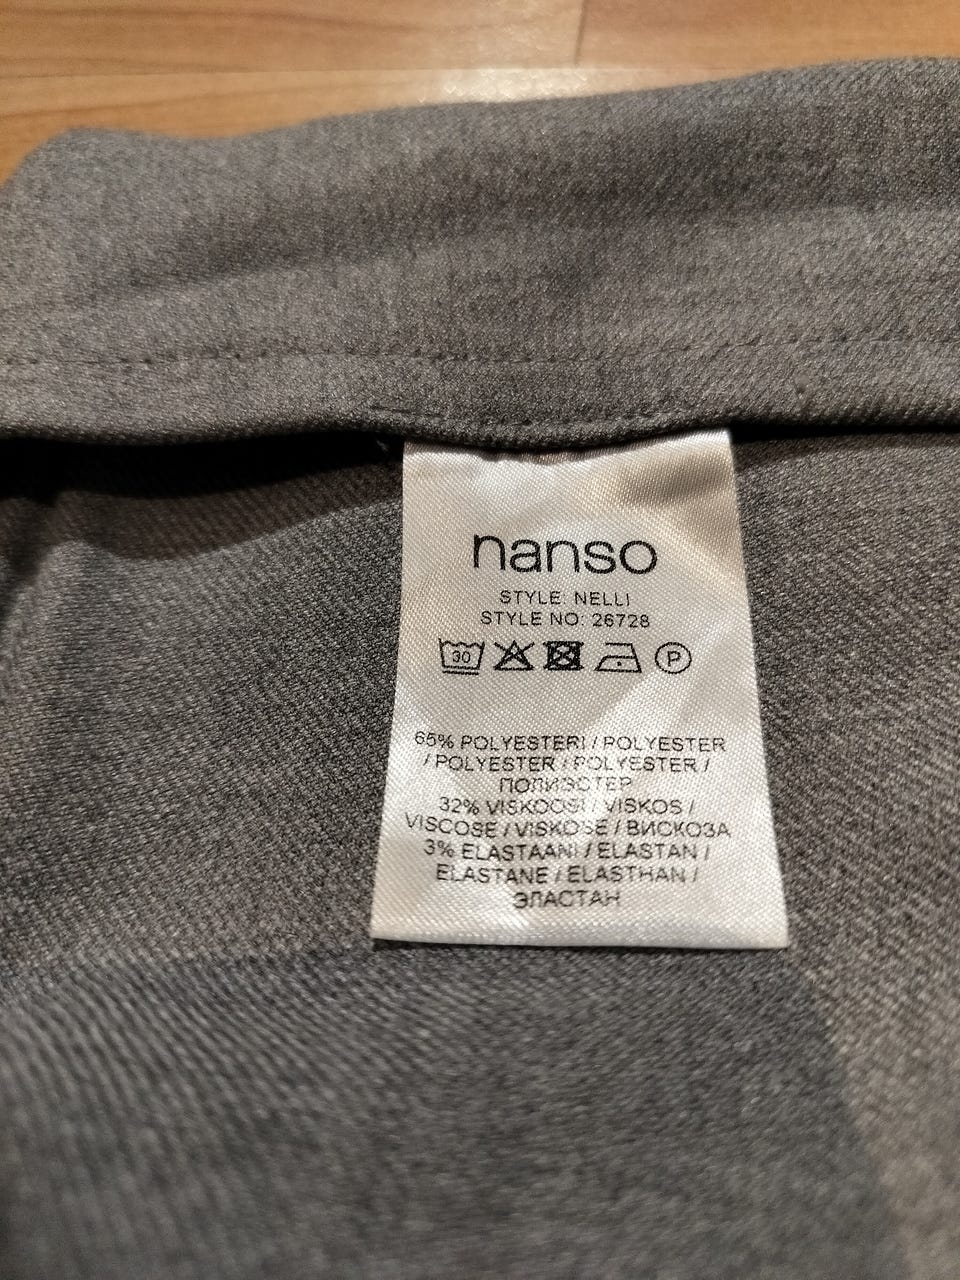 nanso
STYLE: NELLI
STYLE NO: 26728
30 P
65% POLYESTERI / POLYESTER
/ POLYESTER / POLYESTER /
ПОЛИЭСТЕР
32% VISKOOSI / VISKOS /
VISCOSE / VISKOSE / ВИСКОЗА
3% ELASTAANI / ELASTAN /
ELASTANE / ELASTHAN /
ЭЛАСТАН